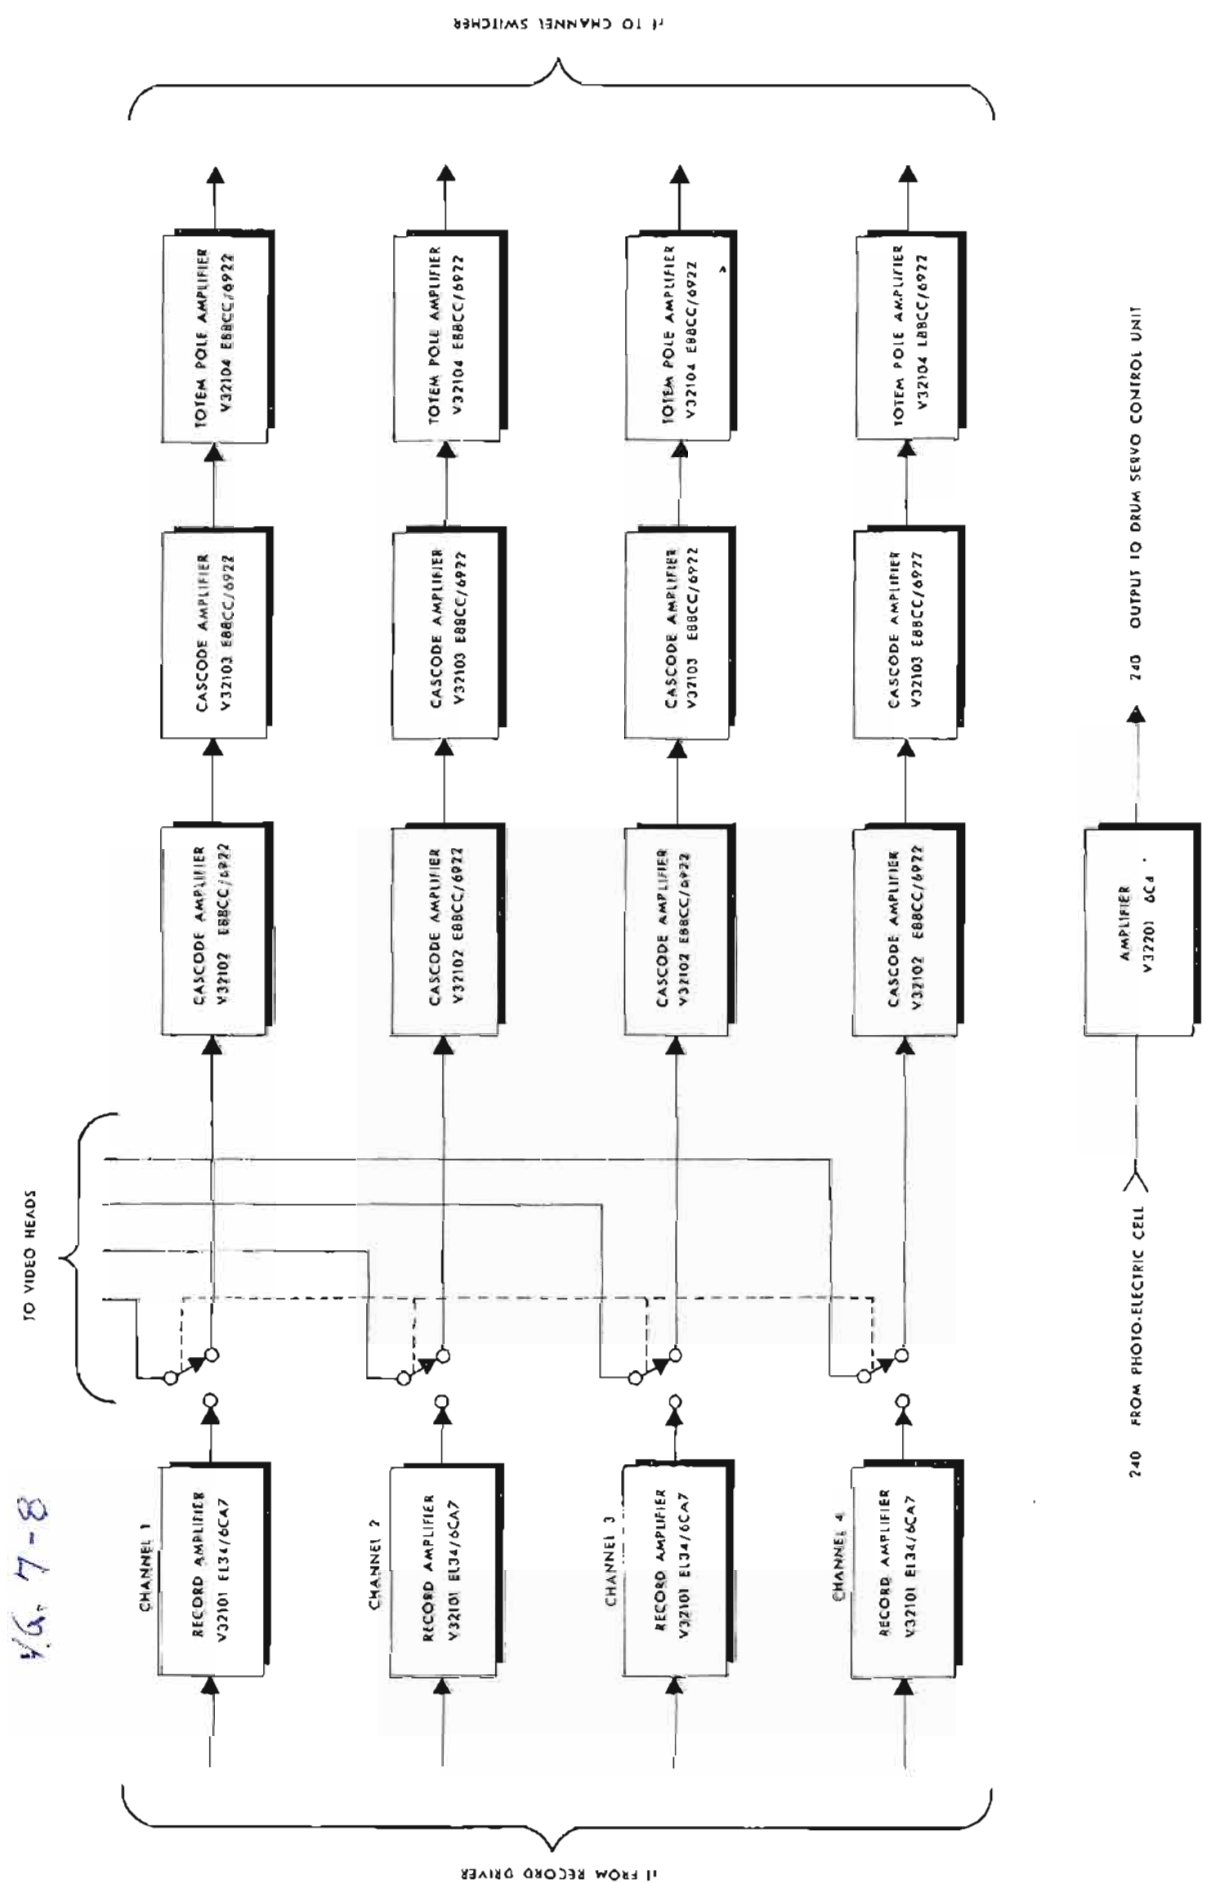 V.G. 7-8
rf TO CHANNEL SWITCHER
TO VIDEO HEADS
CHANNEL 1
RECORD AMPLIFIER
V32101 EL34/6CA7
CASCODE AMPLIFIER
V32102 E88CC/6922
CASCODE AMPLIFIER
V32103 E88CC/6922
TOTEM POLE AMPLIFIER
V32104 E88CC/6922
CHANNEL 2
RECORD AMPLIFIER
V32101 EL34/6CA7
CASCODE AMPLIFIER
V32102 E88CC/6922
CASCODE AMPLIFIER
V32103 E88CC/6922
TOTEM POLE AMPLIFIER
V32104 E88CC/6922
CHANNEL 3
RECORD AMPLIFIER
V32101 EL34/6CA7
CASCODE AMPLIFIER
V32102 E88CC/6922
CASCODE AMPLIFIER
V32103 E88CC/6922
TOTEM POLE AMPLIFIER
V32104 E88CC/6922
CHANNEL 4
RECORD AMPLIFIER
V32101 EL34/6CA7
CASCODE AMPLIFIER
V32102 E88CC/6922
CASCODE AMPLIFIER
V32103 E88CC/6922
TOTEM POLE AMPLIFIER
V32104 E88CC/6922
rf FROM RECORD DRIVER
240 FROM PHOTO-ELECTRIC CELL
AMPLIFIER
V32201 6C4
240 OUTPUT TO DRUM SERVO CONTROL UNIT